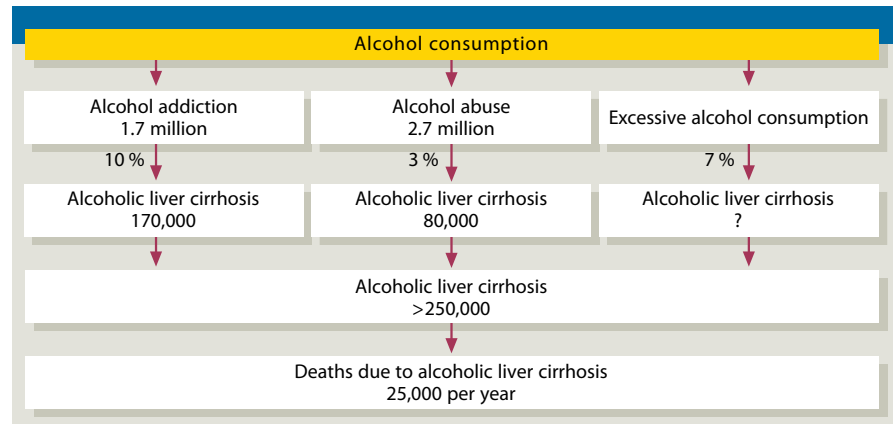 Alcohol consumption
Alcohol addiction
1.7 million
Alcohol abuse
2.7 million
Excessive alcohol consumption
10 %
3 %
7 %
Alcoholic liver cirrhosis
170,000
Alcoholic liver cirrhosis
80,000
Alcoholic liver cirrhosis
?
Alcoholic liver cirrhosis
>250,000
Deaths due to alcoholic liver cirrhosis
25,000 per year